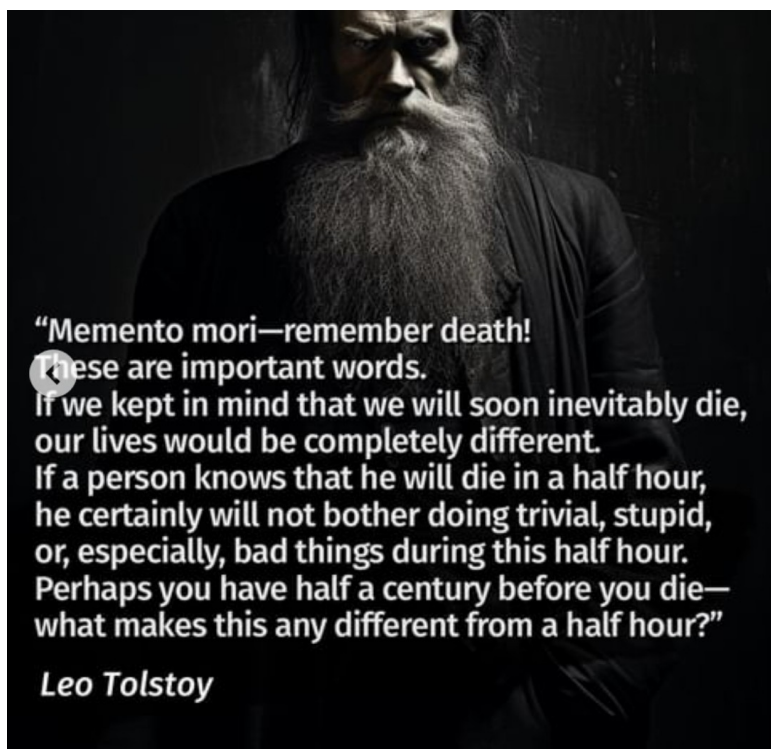 “Memento mori—remember death!
These are important words.
If we kept in mind that we will soon inevitably die,
our lives would be completely different.
If a person knows that he will die in a half hour,
he certainly will not bother doing trivial, stupid,
or, especially, bad things during this half hour.
Perhaps you have half a century before you die—
what makes this any different from a half hour?”
Leo Tolstoy